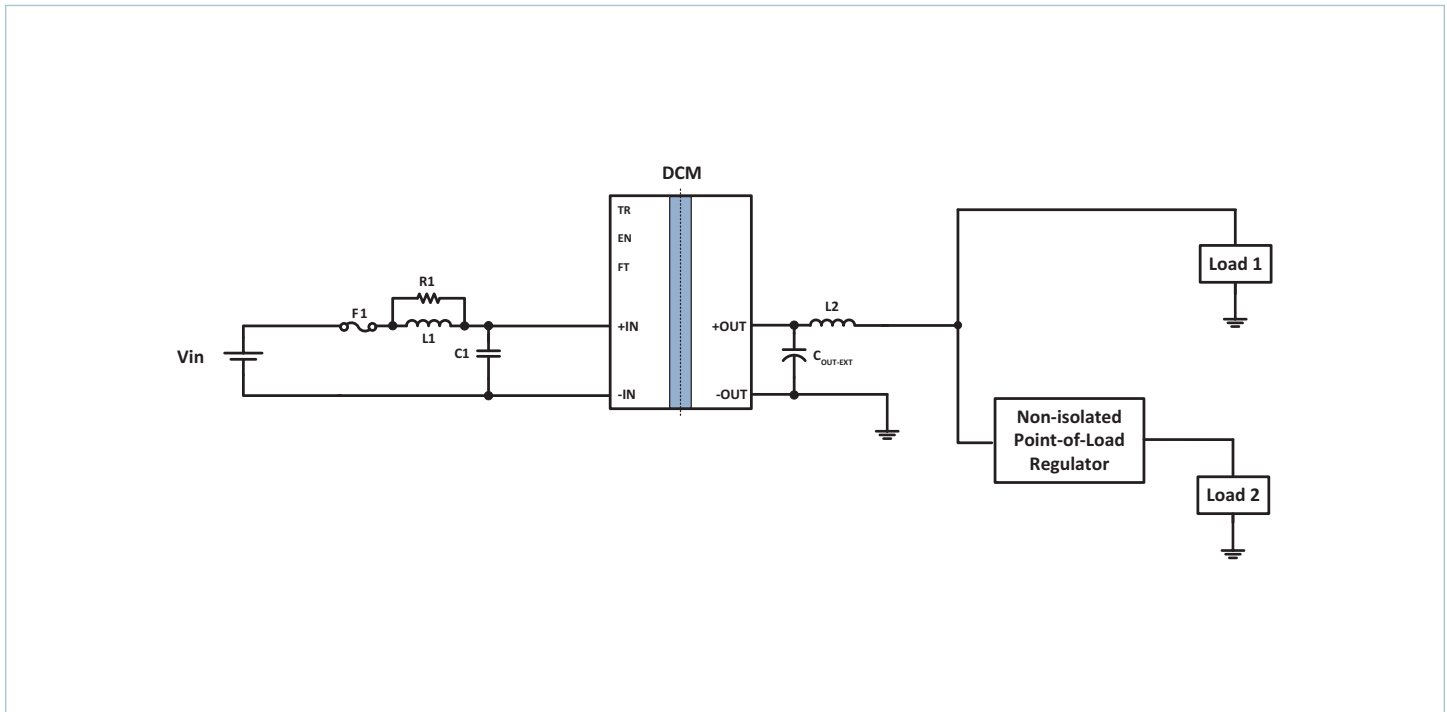 DCM
TR
EN
FT
R1
F1
L1
C1
Vin
+IN
-IN
+OUT
-OUT
L2
COUT-EXT
Load 1
Non-isolated
Point-of-Load
Regulator
Load 2